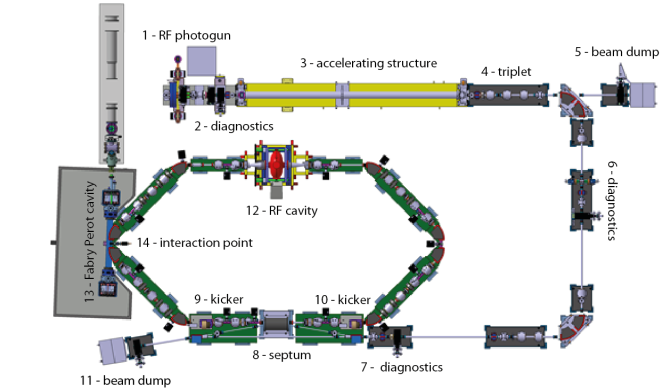 1 - RF photogun
3 - accelerating structure
4 - triplet
5 - beam dump
2 - diagnostics
6 - diagnostics
12 - RF cavity
13 - Fabry Perot cavity
14 - interaction point
9 - kicker
10 - kicker
8 - septum
7 - diagnostics
11 - beam dump